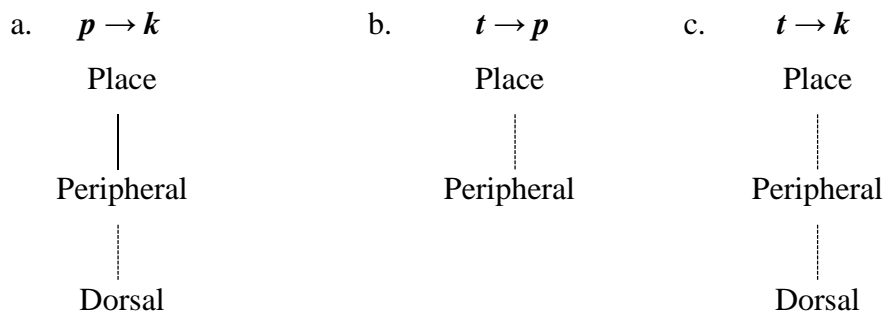 a. p → k b. t → p c. t → k
Place Place Place
Peripheral Peripheral Peripheral
Dorsal Dorsal